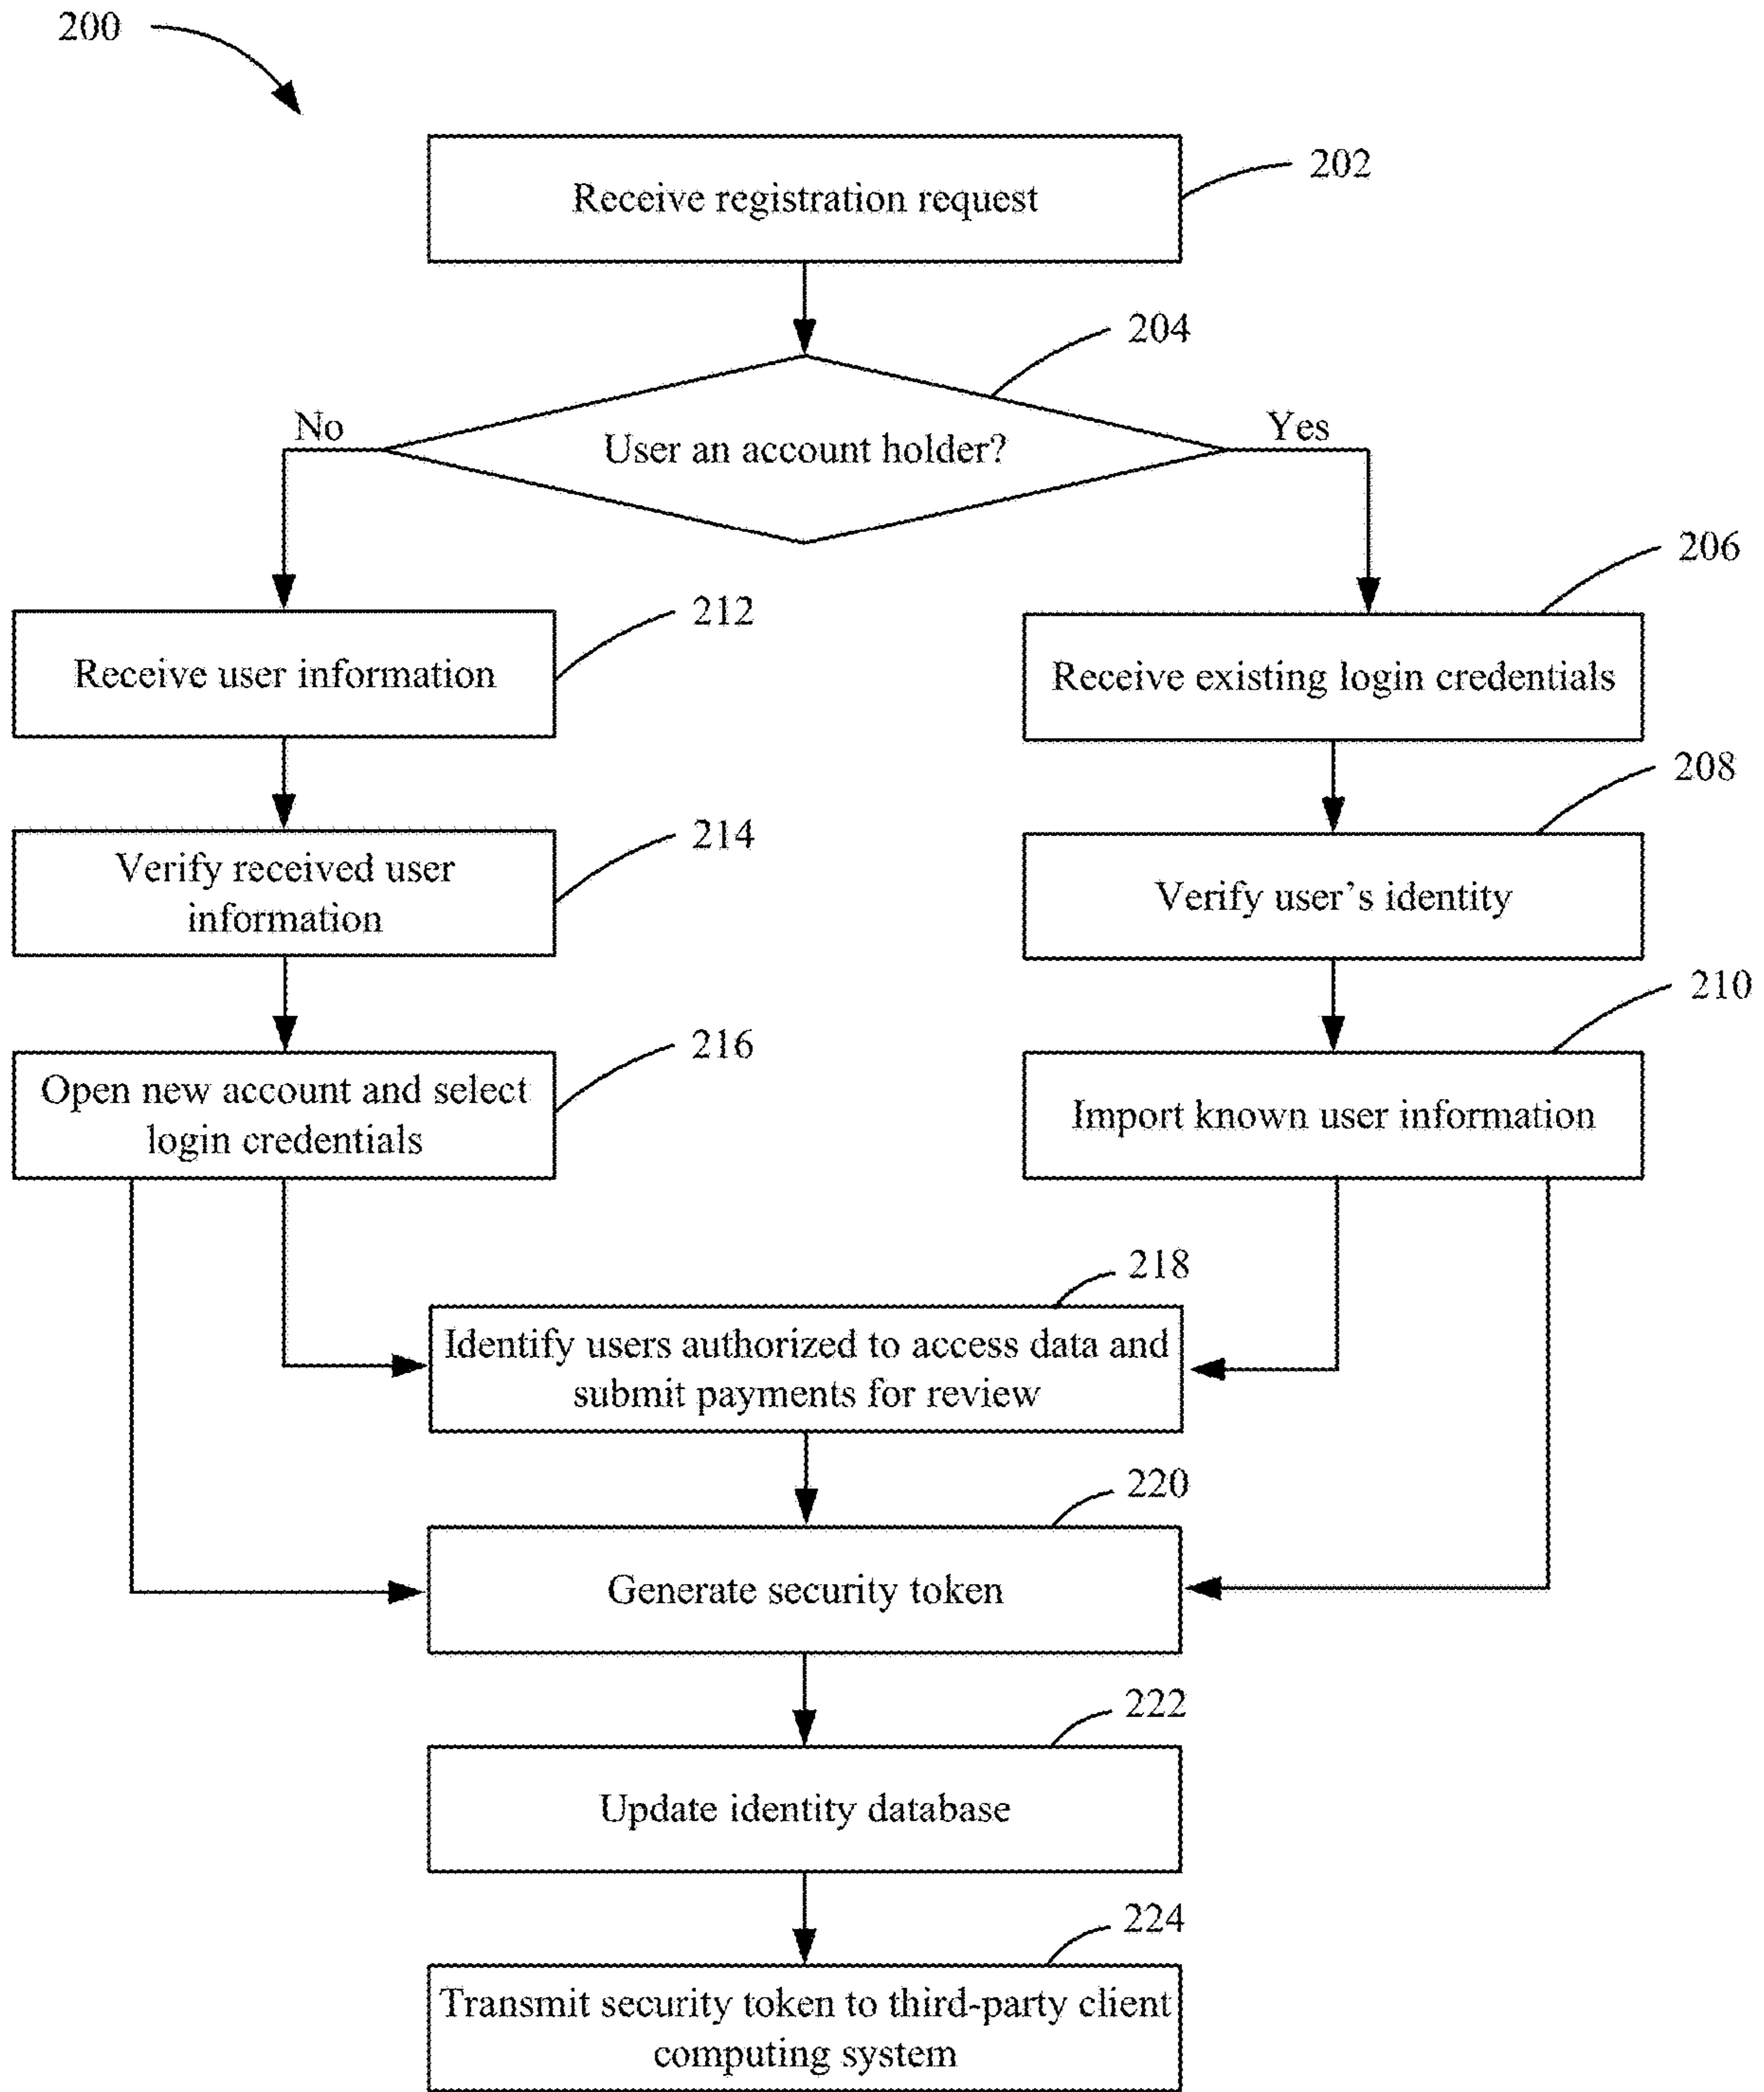 200
Receive registration request
202
204
No
User an account holder?
Yes
206
212
Receive user information
Receive existing login credentials
208
214
Verify received user
information
Verify user's identity
210
216
Open new account and select
login credentials
Import known user information
218
Identify users authorized to access data and
submit payments for review
220
Generate security token
222
Update identity database
224
Transmit security token to third-party client
computing system